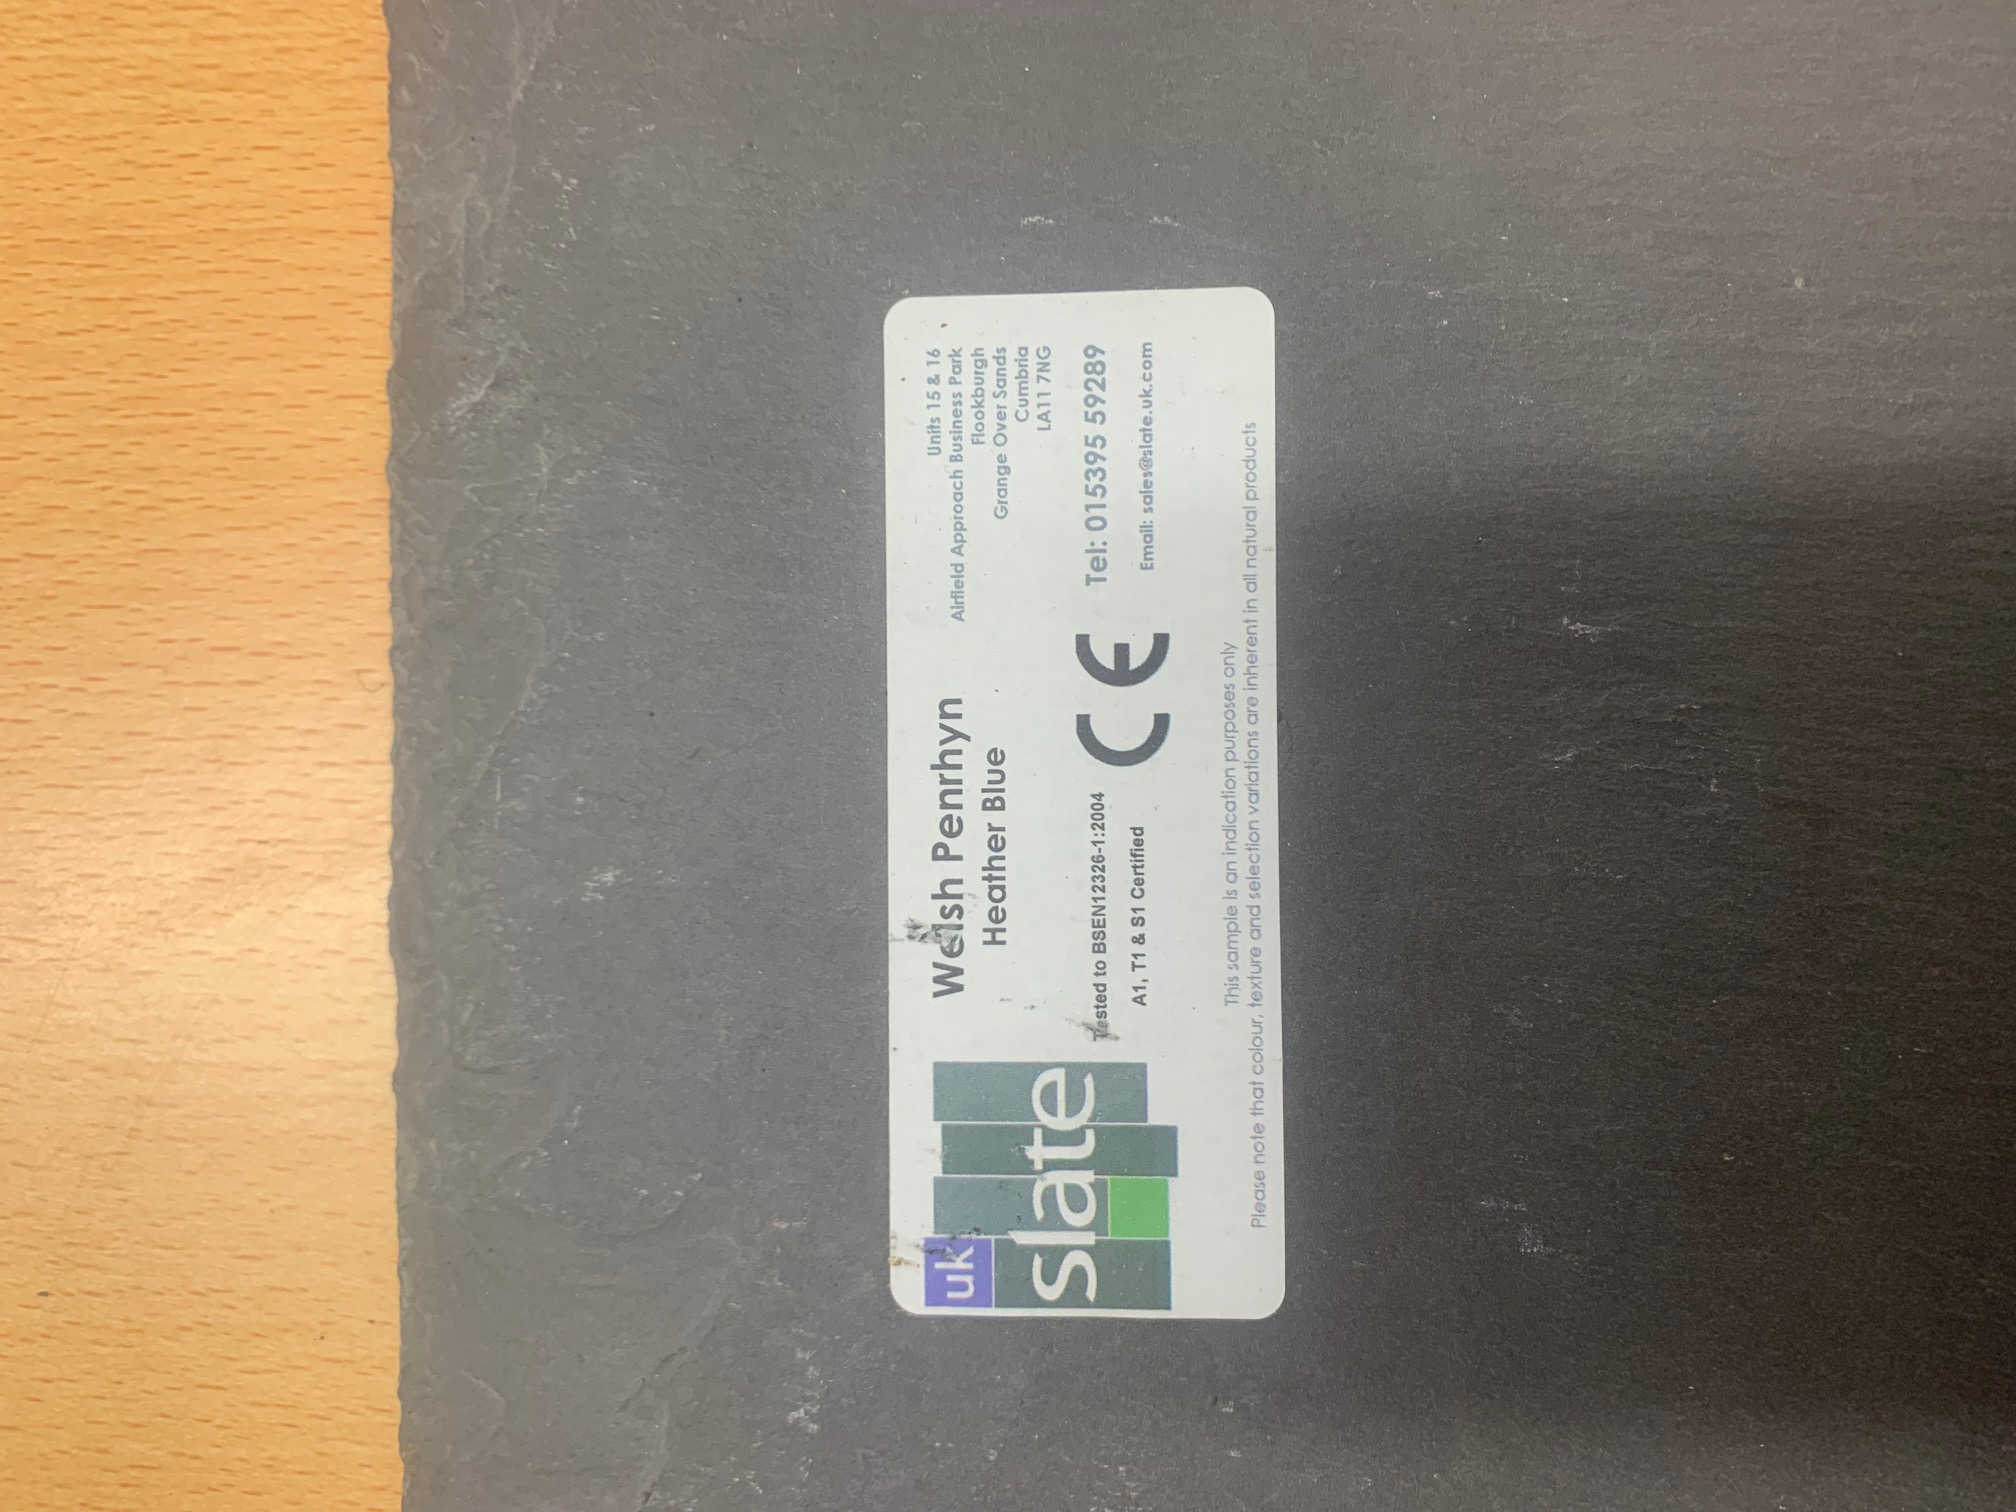 uk
slate
Welsh Penrhyn
Heather Blue
Tested to BSEN12326-1:2004
A1, T1 & S1 Certified
CE
Units 15 & 16
Airfield Approach Business Park
Flookburgh
Grange Over Sands
Cumbria
LA11 7NG
Tel: 015395 59289
Email: sales@slate.uk.com
This sample is an indication purposes only
Please note that colour, texture and selection variations are inherent in all natural products